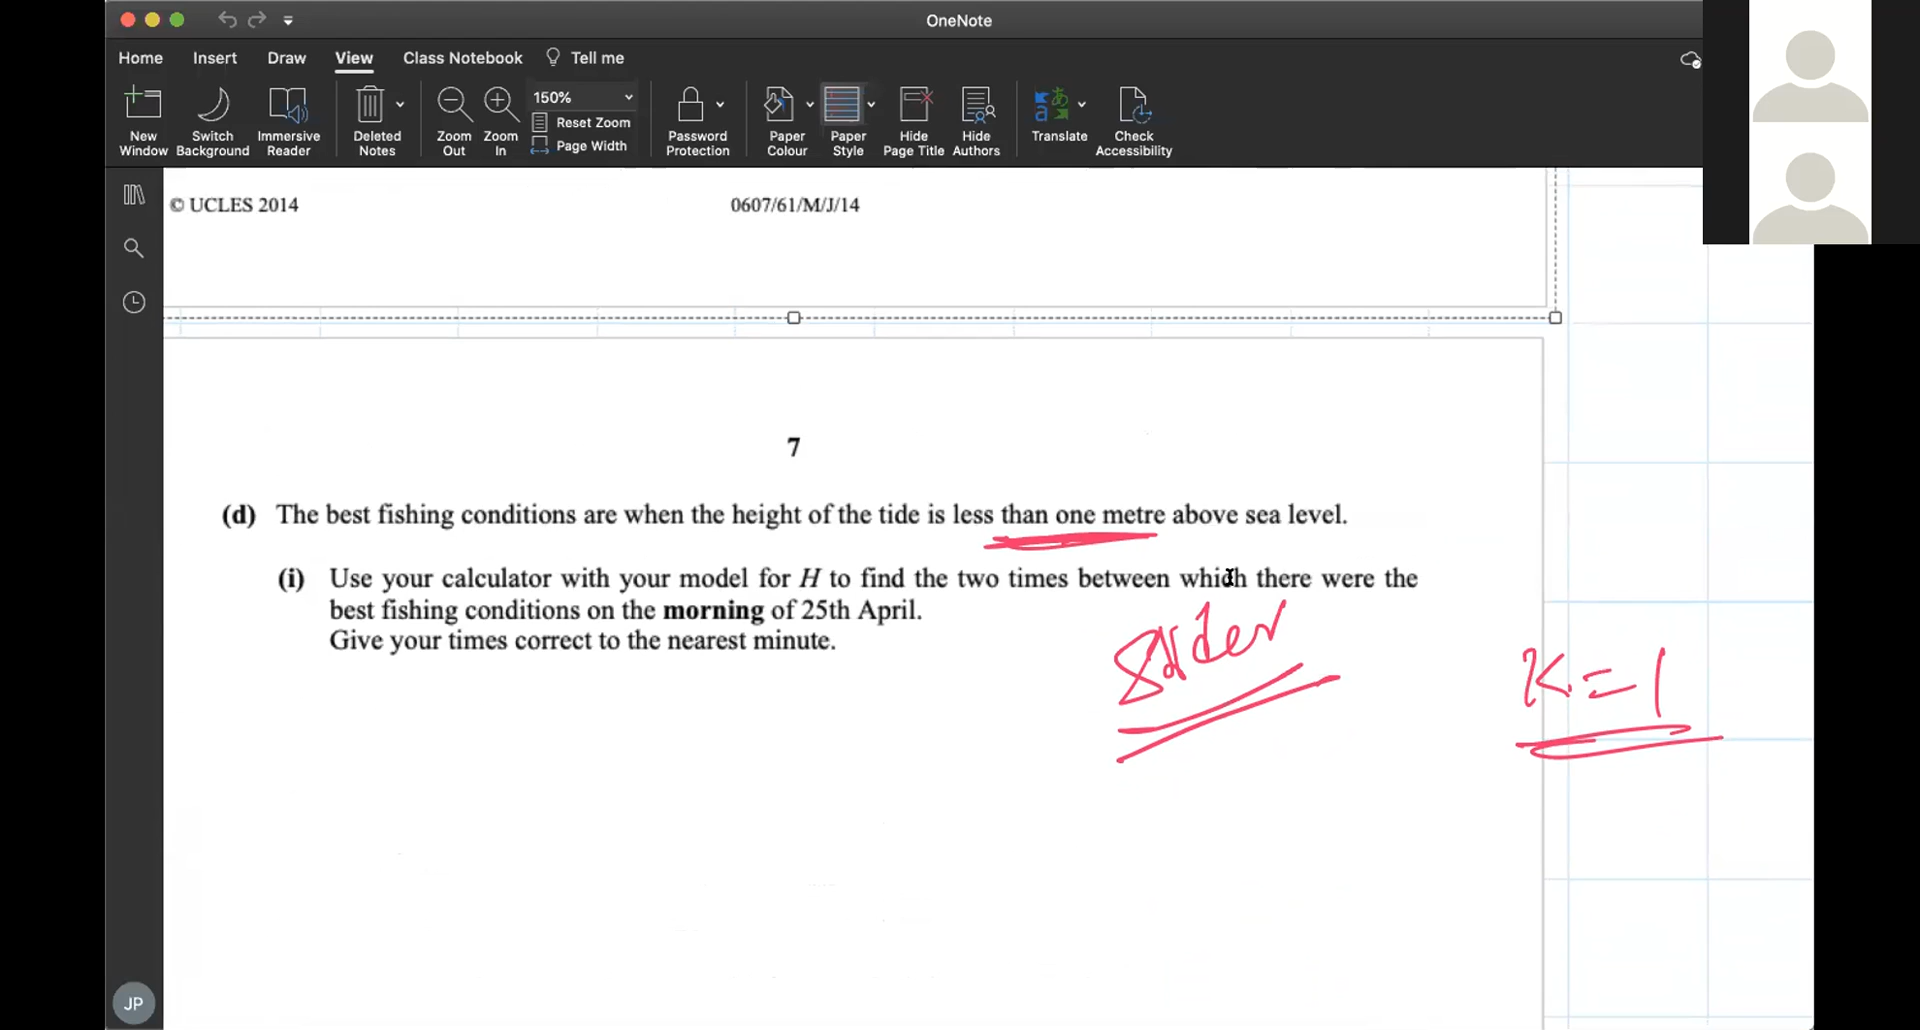 OneNote
Home Insert Draw View Class Notebook Tell me
150%
Reset Zoom
Page Width
New Window
Switch Background
Immersive Reader
Deleted Notes
Zoom Out
Zoom In
Password Protection
Paper Colour
Paper Style
Hide Page Title
Hide Authors
Translate
Check Accessibility
© UCLES 2014 0607/61/M/J/14
7
(d) The best fishing conditions are when the height of the tide is less than one metre above sea level.
(i) Use your calculator with your model for H to find the two times between which there were the
best fishing conditions on the morning of 25th April.
Give your times correct to the nearest minute.
K=1
JP